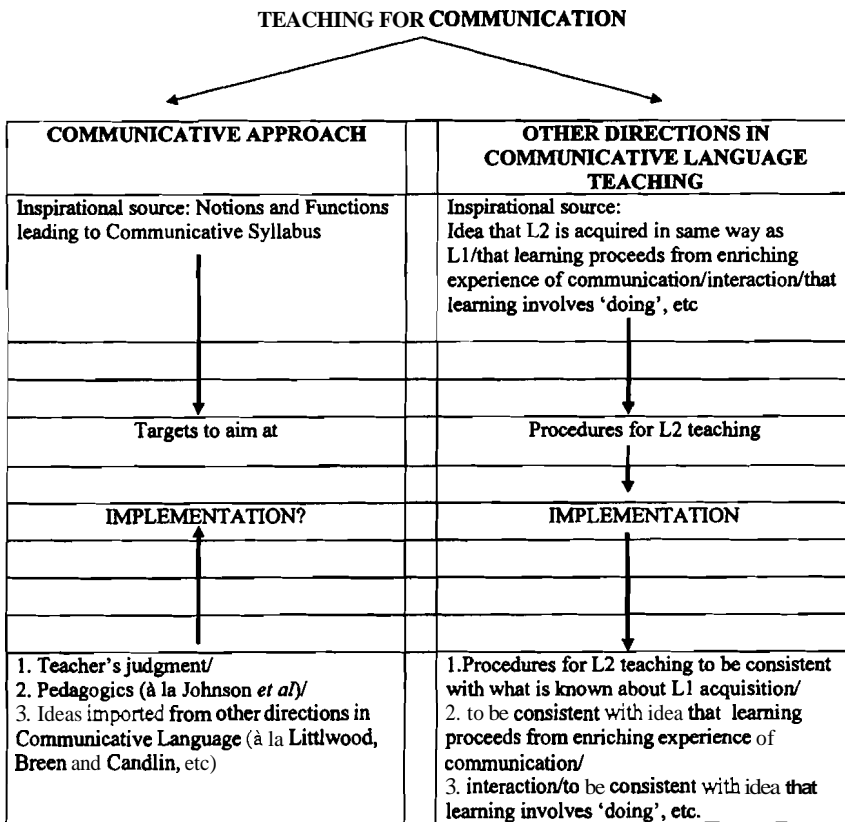 TEACHING FOR COMMUNICATION
COMMUNICATIVE APPROACH
OTHER DIRECTIONS IN
COMMUNICATIVE LANGUAGE
TEACHING
Inspirational source: Notions and Functions
leading to Communicative Syllabus
Inspirational source:
Idea that L2 is acquired in same way as
L1/that learning proceeds from enriching
experience of communication/interaction/that
learning involves ‘doing’, etc
Targets to aim at
Procedures for L2 teaching
IMPLEMENTATION?
IMPLEMENTATION
1. Teacher's judgment/
2. Pedagogics (à la Johnson et al)/
3. Ideas imported from other directions in
Communicative Language (à la Littlwood,
Breen and Candlin, etc)
1.Procedures for L2 teaching to be consistent
with what is known about L1 acquisition/
2. to be consistent with idea that learning
proceeds from enriching experience of
communication/
3. interaction/to be consistent with idea that
learning involves ‘doing’, etc.